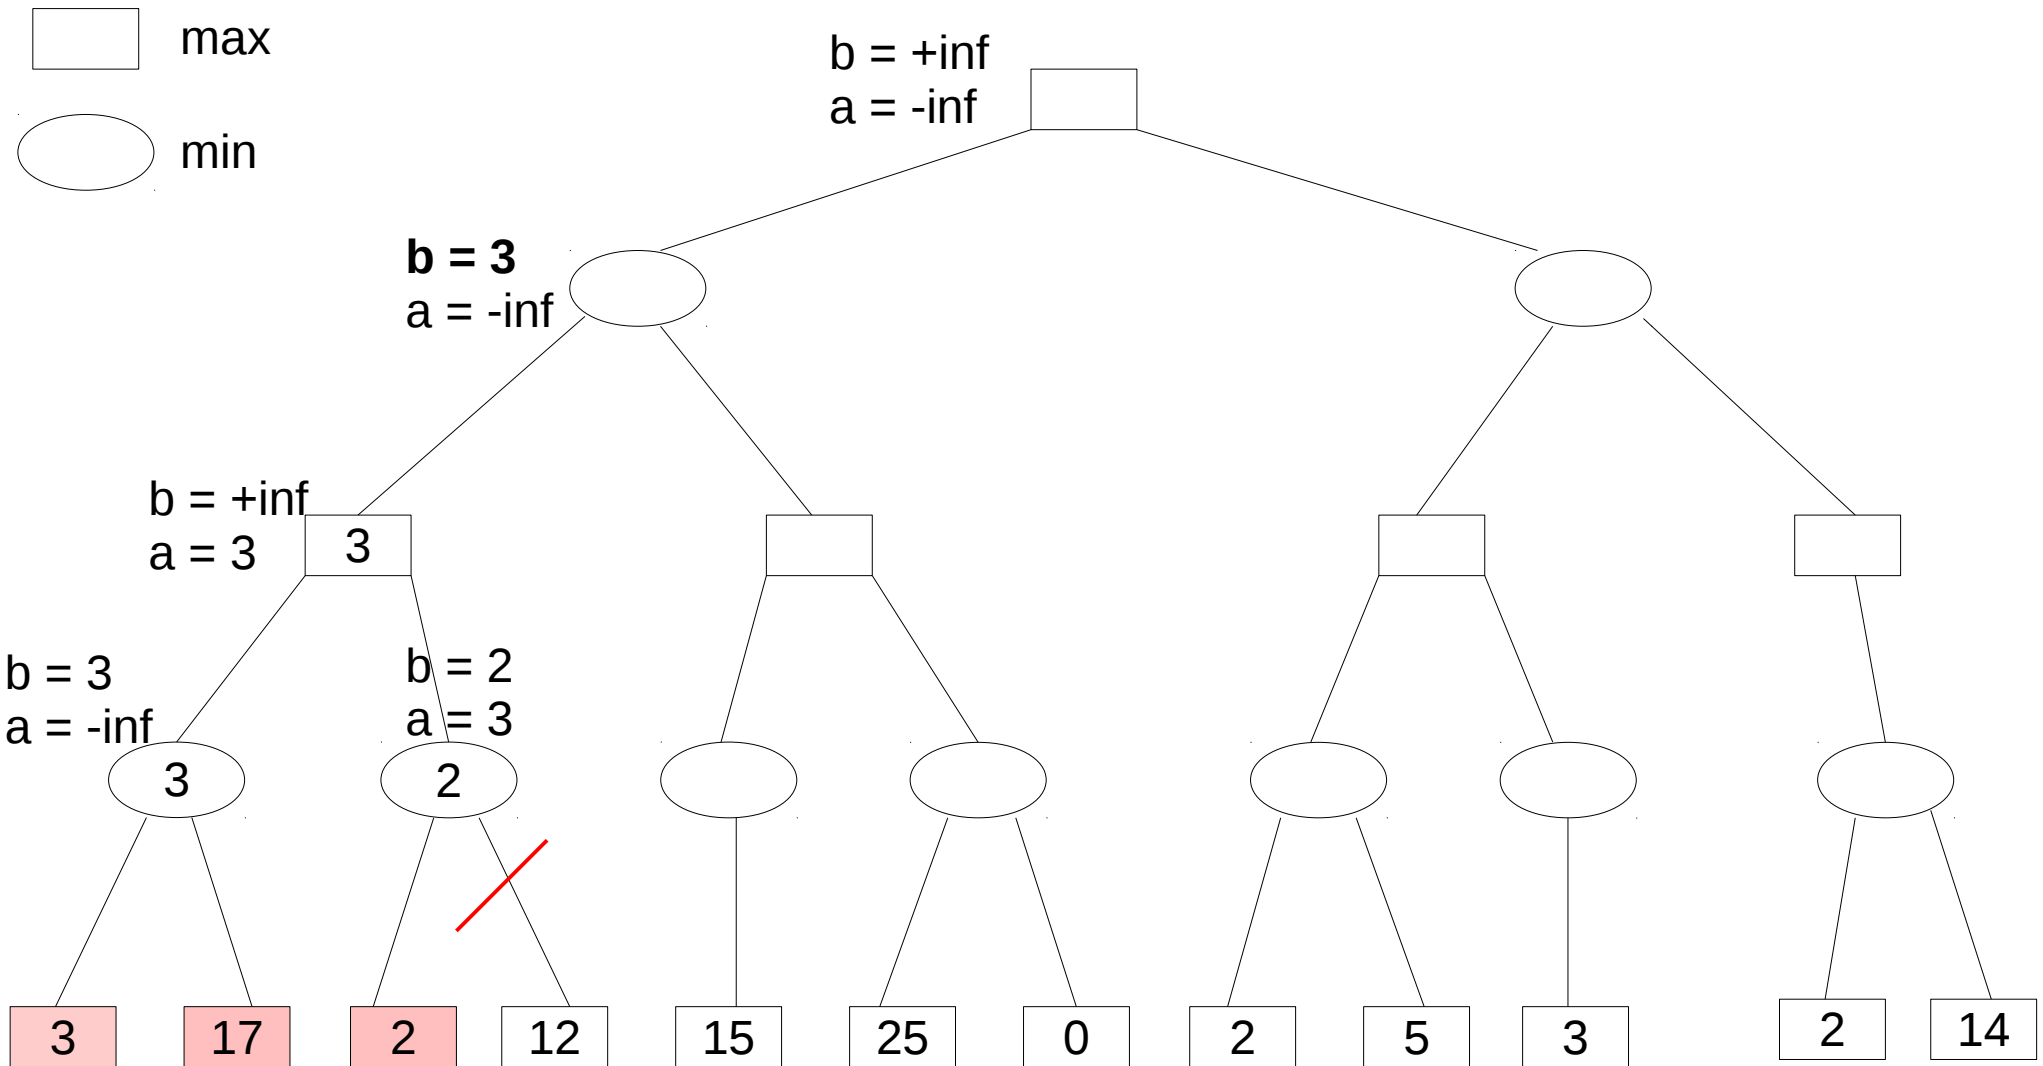 max
min
b = +inf
a = -inf
b = 3
a = -inf
b = +inf
a = 3
3
b = 3
a = -inf
b = 2
a = 3
3
2
3
17
2
12
15
25
0
2
5
3
2
14